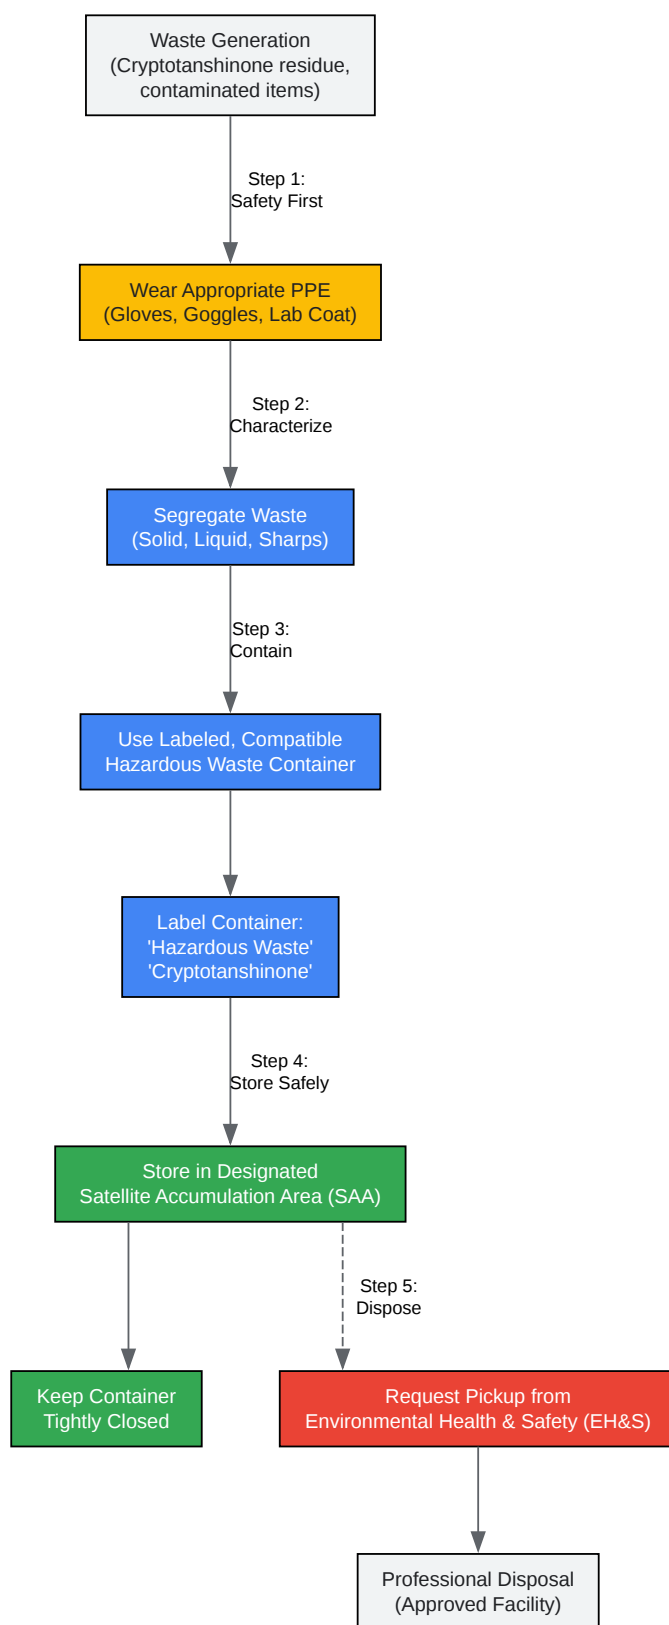 Waste Generation
(Cryptotanshinone residue,
contaminated items)
Step 1:
Safety First
Wear Appropriate PPE
(Gloves, Goggles, Lab Coat)
Step 2:
Characterize
Segregate Waste
(Solid, Liquid, Sharps)
Step 3:
Contain
Use Labeled, Compatible
Hazardous Waste Container
Label Container:
'Hazardous Waste'
'Cryptotanshinone'
Step 4:
Store Safely
Store in Designated
Satellite Accumulation Area (SAA)
Step 5:
Dispose
Keep Container
Tightly Closed
Request Pickup from
Environmental Health & Safety (EH&S)
Professional Disposal
(Approved Facility)